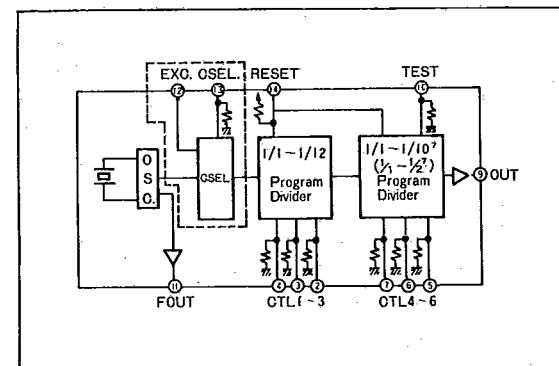 EXC. CSEL. RESET TEST
12 13 14 15
O
S
C.
CSEL
1/1~1/12
Program
Divider
1/1~1/10⁷
(1/1~1/2⁷)
Program
Divider
9 OUT
11 4 3 2 7 6 5
FOUT CTL1~3 CTL4~6